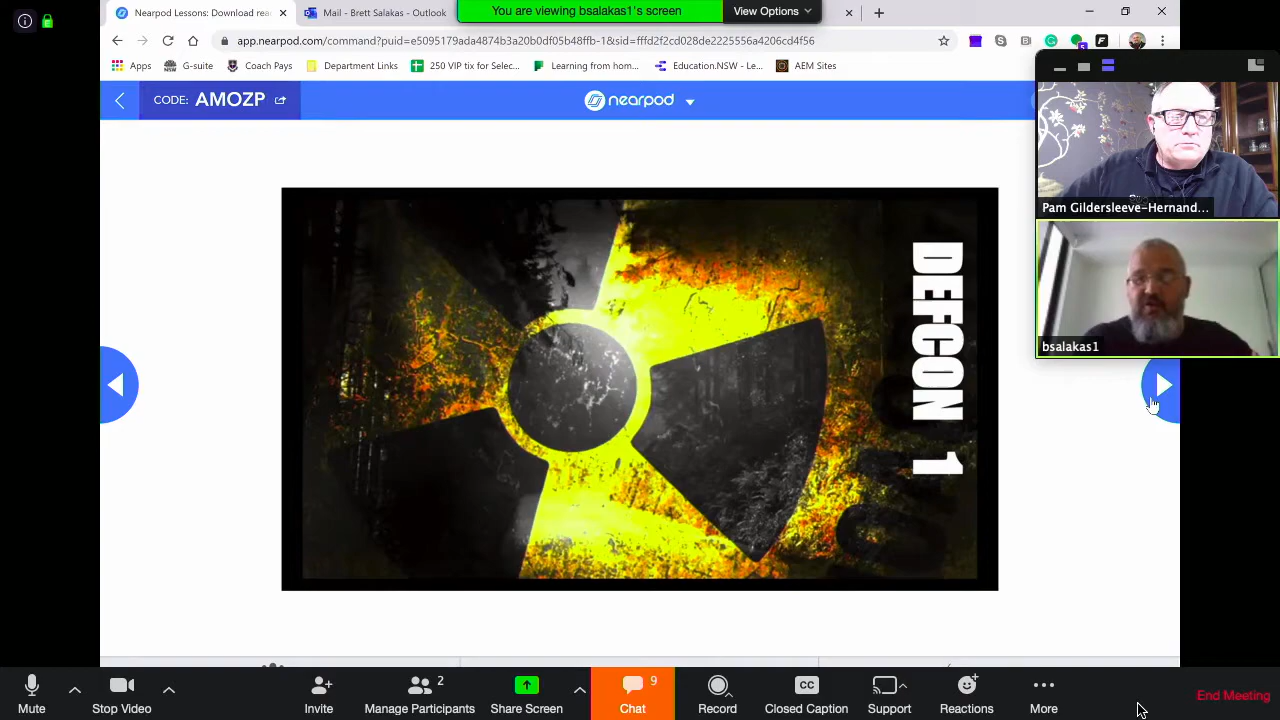 Nearpod Lessons: Download rea
Mail - Brett Salakas - Outlook
You are viewing bsalakas1's screen
View Options
app.nearpod.com/command?puid=e5095179ada4874b3a20b0df05b48ffb-1&sid=fffd2f2cd028de2225556a4206cd4f56
Apps
G-suite
Coach Pays
Department Links
250 VIP tix for Selec...
Learning from hom...
Education.NSW - Le...
AEM Sites
CODE: AMOZP
nearpod
Pam Gildersleeve-Hernand...
bsalakas1
DEFCON 1
Mute
Stop Video
Invite
2
Manage Participants
Share Screen
9
Chat
Record
CC
Closed Caption
Support
Reactions
More
End Meeting